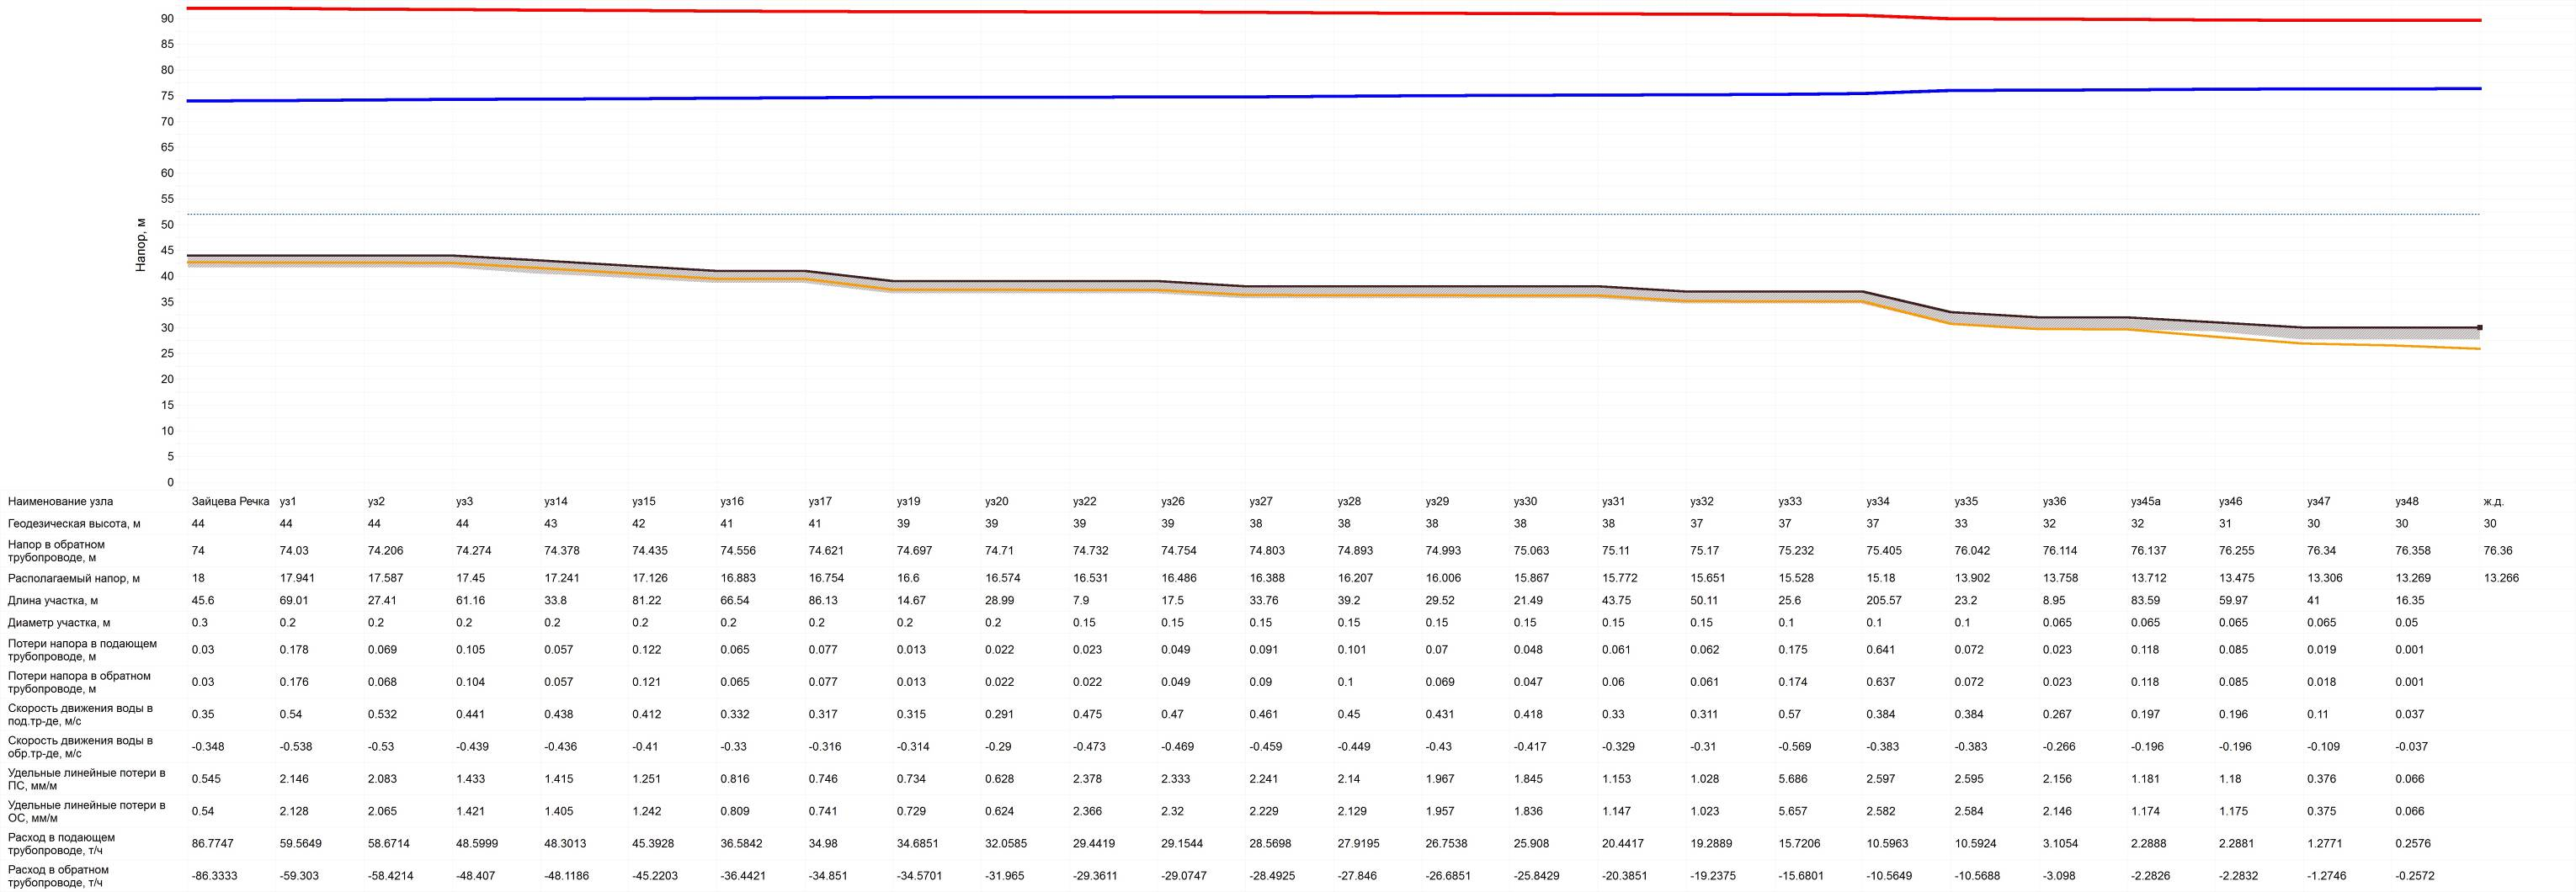 90
85
80
75
70
65
60
55
50
45
40
35
30
25
20
15
10
5
0
Напор, м
Наименование узла Зайцева Речка уз1 уз2 уз3 уз14 уз15 уз16 уз17 уз19 уз20 уз22 уз26 уз27 уз28 уз29 уз30 уз31 уз32 уз33 уз34 уз35 уз36 уз45а уз46 уз47 уз48 ж.д.
Геодезическая высота, м 44 44 44 44 43 42 41 41 39 39 39 39 38 38 38 38 38 37 37 37 33 32 32 31 30 30 30
Напор в обратном
трубопроводе, м 74 74.03 74.206 74.274 74.378 74.435 74.556 74.621 74.697 74.71 74.732 74.754 74.803 74.893 74.993 75.063 75.11 75.17 75.232 75.405 76.042 76.114 76.137 76.255 76.34 76.358 76.36
Располагаемый напор, м 18 17.941 17.587 17.45 17.241 17.126 16.883 16.754 16.6 16.574 16.531 16.486 16.388 16.207 16.006 15.867 15.772 15.651 15.528 15.18 13.902 13.758 13.712 13.475 13.306 13.269 13.266
Длина участка, м 45.6 69.01 27.41 61.16 33.8 81.22 66.54 86.13 14.67 28.99 7.9 17.5 33.76 39.2 29.52 21.49 43.75 50.11 25.6 205.57 23.2 8.95 83.59 59.97 41 16.35
Диаметр участка, м 0.3 0.2 0.2 0.2 0.2 0.2 0.2 0.2 0.2 0.2 0.15 0.15 0.15 0.15 0.15 0.15 0.15 0.15 0.1 0.1 0.1 0.065 0.065 0.065 0.065 0.05
Потери напора в подающем
трубопроводе, м 0.03 0.178 0.069 0.105 0.057 0.122 0.065 0.077 0.013 0.022 0.023 0.049 0.091 0.101 0.07 0.048 0.061 0.062 0.175 0.641 0.072 0.023 0.118 0.085 0.019 0.001
Потери напора в обратном
трубопроводе, м 0.03 0.176 0.068 0.104 0.057 0.121 0.065 0.077 0.013 0.022 0.022 0.049 0.09 0.1 0.069 0.047 0.06 0.061 0.174 0.637 0.072 0.023 0.118 0.085 0.018 0.001
Скорость движения воды в
под.тр-де, м/с 0.35 0.54 0.532 0.441 0.438 0.412 0.332 0.317 0.315 0.291 0.475 0.47 0.461 0.45 0.431 0.418 0.33 0.311 0.57 0.384 0.384 0.267 0.197 0.196 0.11 0.037
Скорость движения воды в
обр.тр-де, м/с -0.348 -0.538 -0.53 -0.439 -0.436 -0.41 -0.33 -0.316 -0.314 -0.29 -0.473 -0.469 -0.459 -0.449 -0.43 -0.417 -0.329 -0.31 -0.569 -0.383 -0.383 -0.266 -0.196 -0.196 -0.109 -0.037
Удельные линейные потери в
ПС, мм/м 0.545 2.146 2.083 1.433 1.415 1.251 0.816 0.746 0.734 0.628 2.378 2.333 2.241 2.14 1.967 1.845 1.153 1.028 5.686 2.597 2.595 2.156 1.181 1.18 0.376 0.066
Удельные линейные потери в
ОС, мм/м 0.54 2.128 2.065 1.421 1.405 1.242 0.809 0.741 0.729 0.624 2.366 2.32 2.229 2.129 1.957 1.836 1.147 1.023 5.657 2.582 2.584 2.146 1.174 1.175 0.375 0.066
Расход в подающем
трубопроводе, т/ч 86.7747 59.5649 58.6714 48.5999 48.3013 45.3928 36.5842 34.98 34.6851 32.0585 29.4419 29.1544 28.5698 27.9195 26.7538 25.908 20.4417 19.2889 15.7206 10.5963 10.5924 3.1054 2.2888 2.2881 1.2771 0.2576
Расход в обратном
трубопроводе, т/ч -86.3333 -59.303 -58.4214 -48.407 -48.1186 -45.2203 -36.4421 -34.851 -34.5701 -31.965 -29.3611 -29.0747 -28.4925 -27.846 -26.6851 -25.8429 -20.3851 -19.2375 -15.6801 -10.5649 -10.5688 -3.098 -2.2826 -2.2832 -1.2746 -0.2572